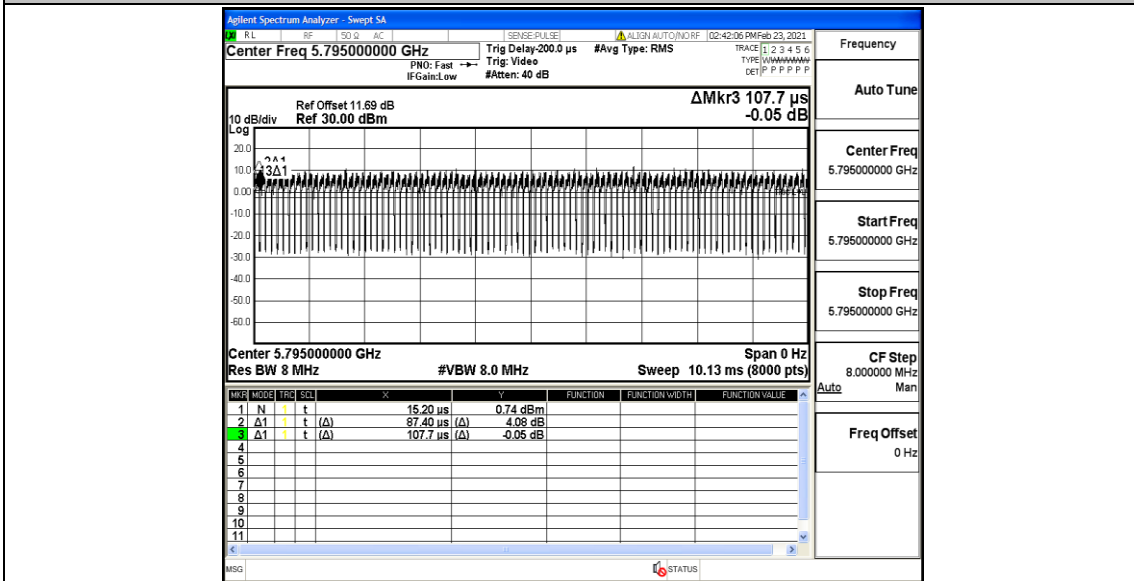 Agilent Spectrum Analyzer - Swept SA
RL RF 50 Ω AC SENSE:PULSE ALIGN AUTO/NO RF 02:42:06 PM Feb 23, 2021
Center Freq 5.795000000 GHz
Trig Delay-200.0 µs #Avg Type: RMS
TRACE 1 2 3 4 5 6
PNO: Fast Trig: Video
TYPE
IFGain:Low #Atten: 40 dB
DET P P P P P P
ΔMkr3 107.7 µs
-0.05 dB
Ref Offset 11.69 dB
10 dB/div Ref 30.00 dBm
Log
20.0
10.0
3Δ1
0.00
-10.0
-20.0
-30.0
-40.0
-50.0
-60.0
Center 5.795000000 GHz Span 0 Hz
Res BW 8 MHz #VBW 8.0 MHz Sweep 10.13 ms (8000 pts)
MKR MODE TRC SCL X Y FUNCTION FUNCTION WIDTH FUNCTION VALUE
1 N 1 t 15.20 µs 0.74 dBm
2 Δ1 1 t (Δ) 87.40 µs (Δ) 4.08 dB
3 Δ1 1 t (Δ) 107.7 µs (Δ) -0.05 dB
4
5
6
7
8
9
10
11
MSG STATUS
Frequency
Auto Tune
Center Freq
5.795000000 GHz
Start Freq
5.795000000 GHz
Stop Freq
5.795000000 GHz
CF Step
8.000000 MHz
Auto Man
Freq Offset
0 Hz